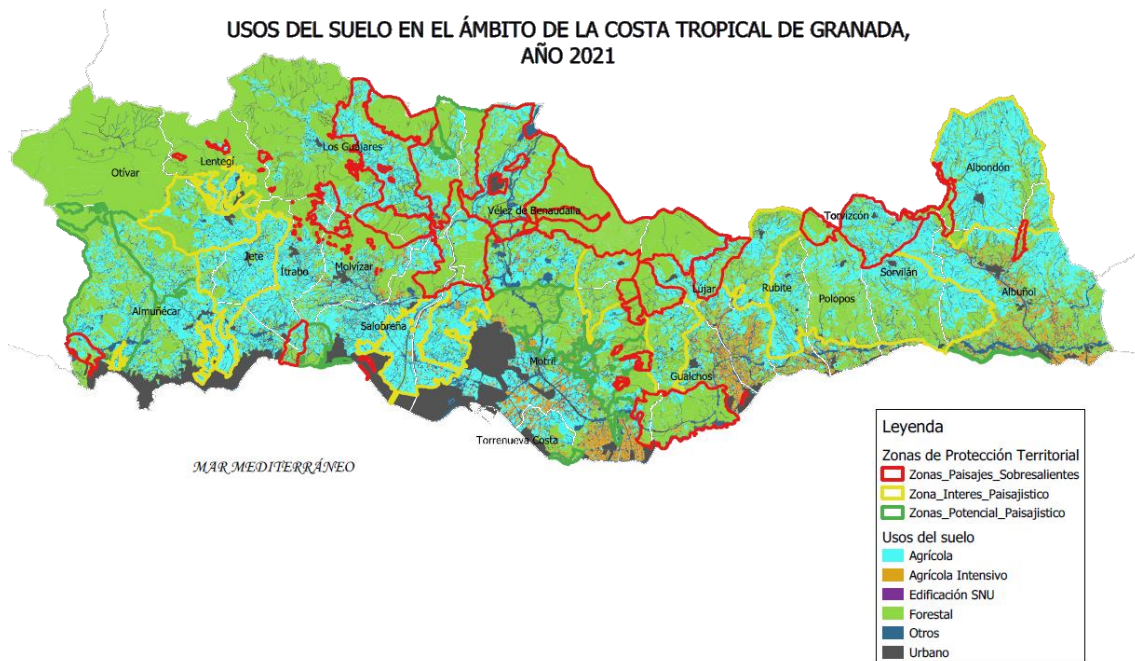 USOS DEL SUELO EN EL ÁMBITO DE LA COSTA TROPICAL DE GRANADA,
AÑO 2021
Albondón
Los Guajares
Lentegí
Otívar
Vélez de Benaudalla
Torvizcón
Jete
Ítrabo
Molvízar
Sorvilán
Lújar
Rubite
Polopos
Albuñol
Almuñécar
Salobreña
Motril
Gualchos
Torrenueva Costa
MAR MEDITERRÁNEO
Leyenda
Zonas de Protección Territorial
Zonas_Paisajes_Sobresalientes
Zona_Interes_Paisajistico
Zonas_Potencial_Paisajistico
Usos del suelo
Agrícola
Agrícola Intensivo
Edificación SNU
Forestal
Otros
Urbano